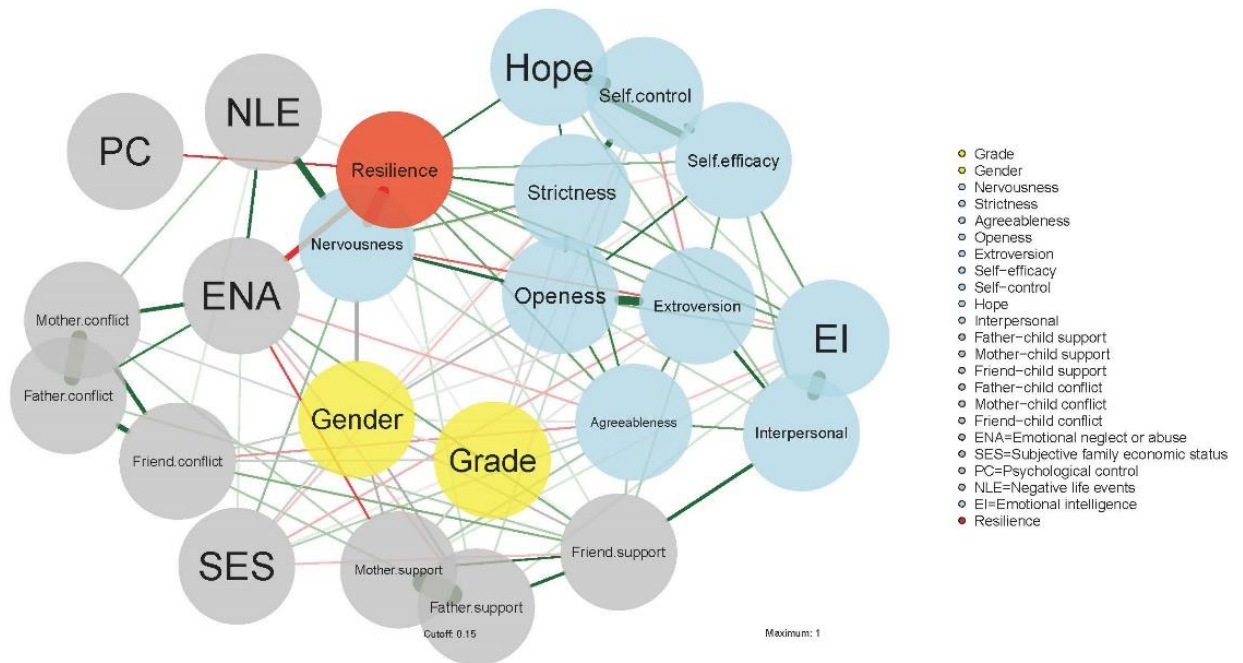 Hope
Self.control
NLE
PC
Resilience
Self.efficacy
Strictness
Nervousness
ENA
Openess
Extroversion
EI
Mother.conflict
Father.conflict
Gender
Agreeableness
Interpersonal
Friend.conflict
Grade
SES
Mother.support
Friend.support
Father.support
Cutoff: 0.15
Maximum: 1
Grade
Gender
Nervousness
Strictness
Agreeableness
Openess
Extroversion
Self-efficacy
Self-control
Hope
Interpersonal
Father-child support
Mother-child support
Friend-child support
Father-child conflict
Mother-child conflict
Friend-child conflict
ENA=Emotional neglect or abuse
SES=Subjective family economic status
PC=Psychological control
NLE=Negative life events
EI=Emotional intelligence
Resilience